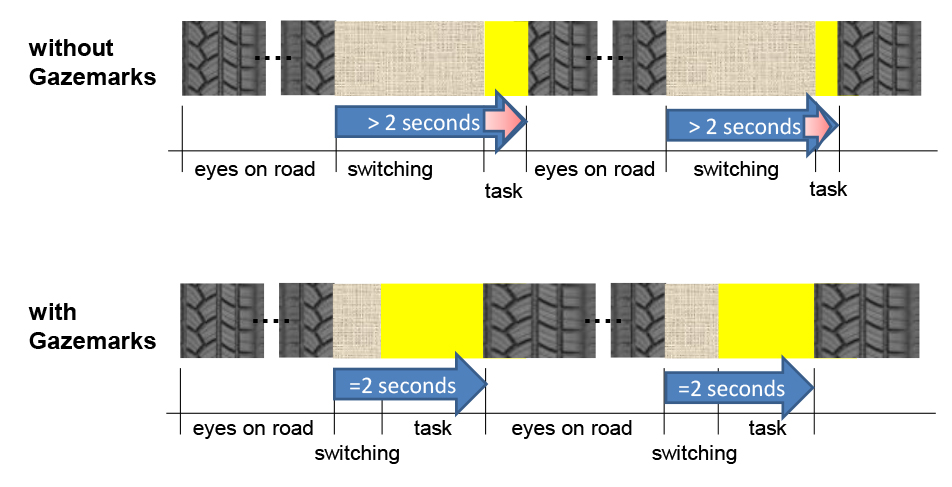 without
Gazemarks
> 2 seconds
> 2 seconds
eyes on road
switching
task
eyes on road
switching
task
with
Gazemarks
=2 seconds
=2 seconds
eyes on road
switching
task
eyes on road
switching
task